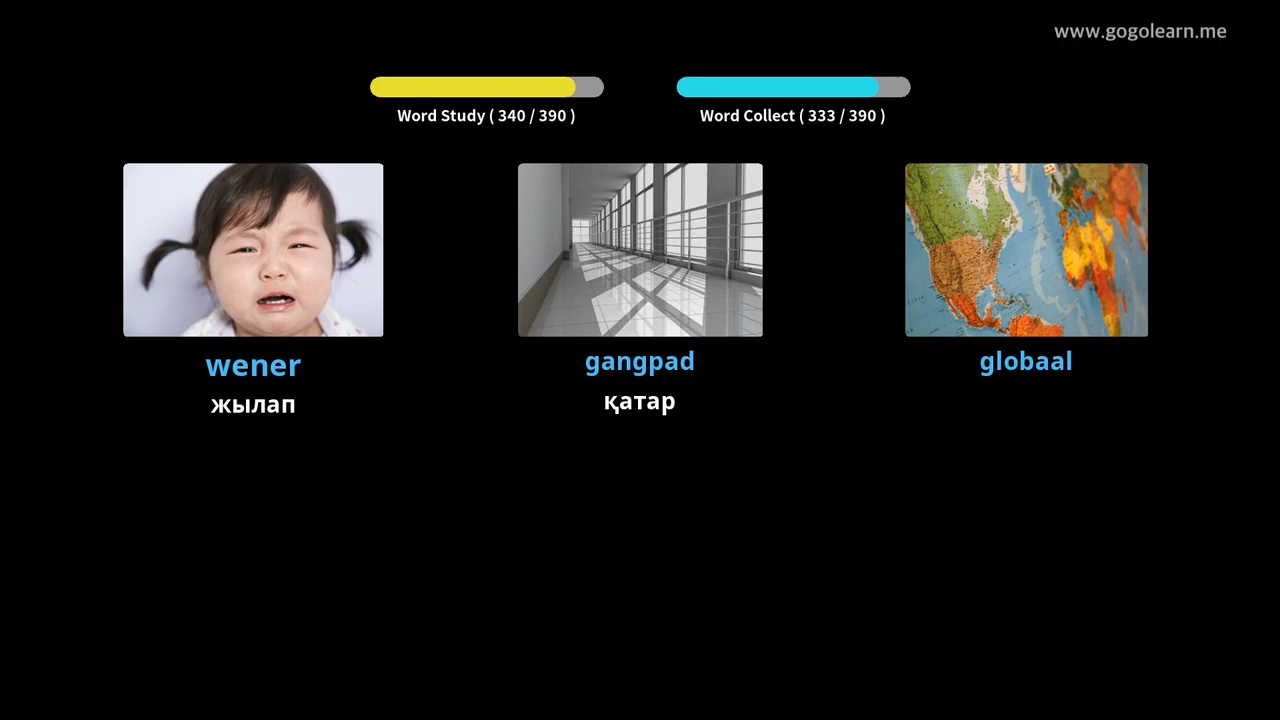 www.gogolearn.me
Word Study ( 340 / 390 )
Word Collect ( 333 / 390 )
wener
gangpad
globaal
жылап
қатар